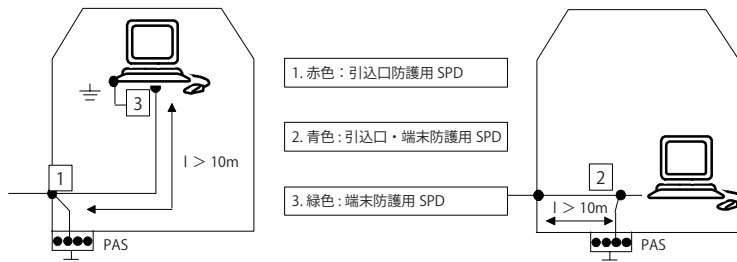 3
l > 10m
1
PAS
1. 赤色：引込口防護用 SPD
2. 青色 : 引込口・端末防護用 SPD
3. 緑色 : 端末防護用 SPD
2
l > 10m
PAS